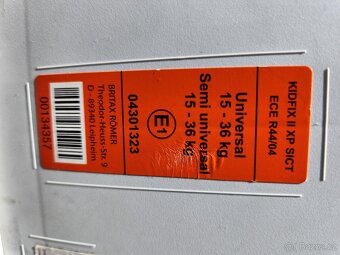 KIDFIX II XP SICT
ECE R44/04
Universal
15 - 36 kg
Semi universal
15 - 36 kg
E1
04301323
BRITAX RÖMER
Theodor-Heuss-Str. 9
D - 89340 Leipheim
00134357